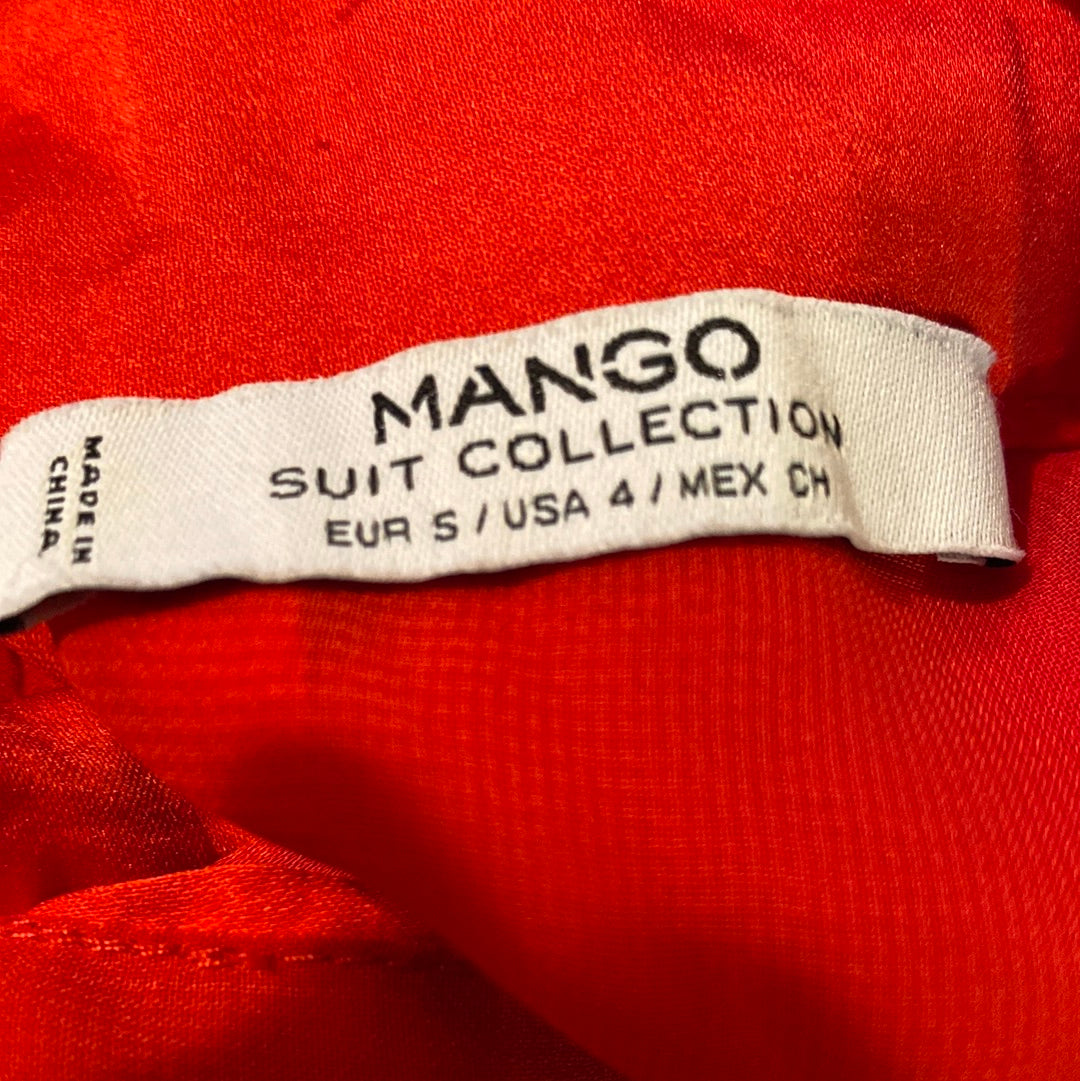 MANGO
SUIT COLLECTION
EUR S / USA 4 / MEX CH
MADE IN
CHINA